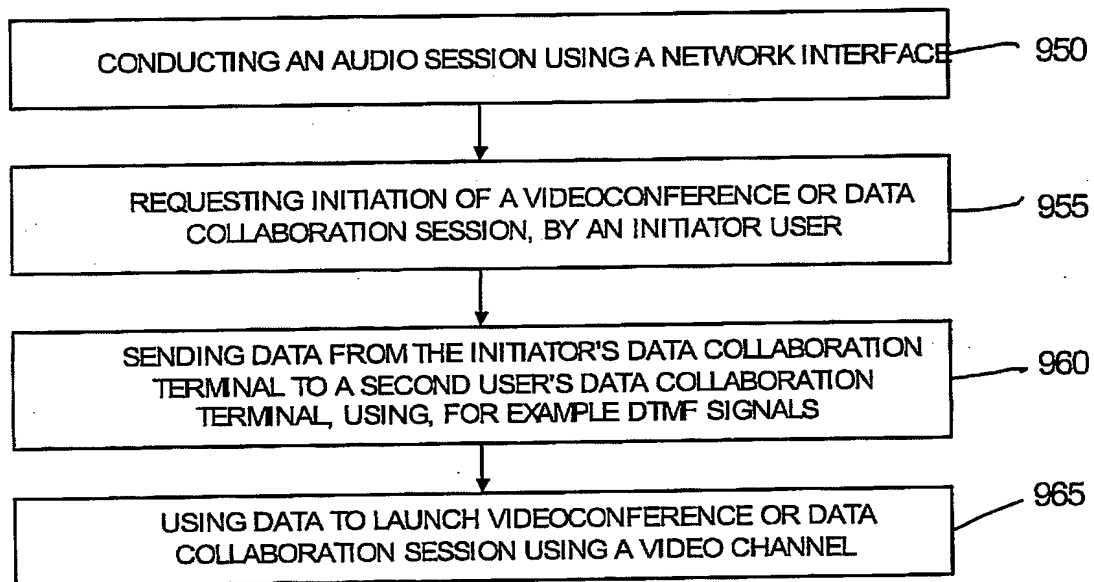 CONDUCTING AN AUDIO SESSION USING A NETWORK INTERFACE
950
REQUESTING INITIATION OF A VIDEOCONFERENCE OR DATA
COLLABORATION SESSION, BY AN INITIATOR USER
955
SENDING DATA FROM THE INITIATOR'S DATA COLLABORATION
TERMINAL TO A SECOND USER'S DATA COLLABORATION
TERMINAL, USING, FOR EXAMPLE DTMF SIGNALS
960
USING DATA TO LAUNCH VIDEOCONFERENCE OR DATA
COLLABORATION SESSION USING A VIDEO CHANNEL
965